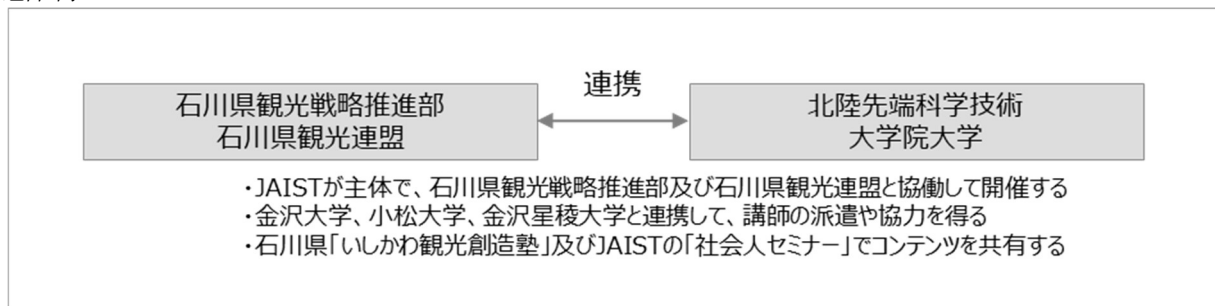 連携
石川県観光戦略推進部
石川県観光連盟
北陸先端科学技術
大学院大学
・JAISTが主体で、石川県観光戦略推進部及び石川県観光連盟と協働して開催する
・金沢大学、小松大学、金沢星稜大学と連携して、講師の派遣や協力を得る
・石川県「いしかわ観光創造塾」及びJAISTの「社会人セミナー」でコンテンツを共有する